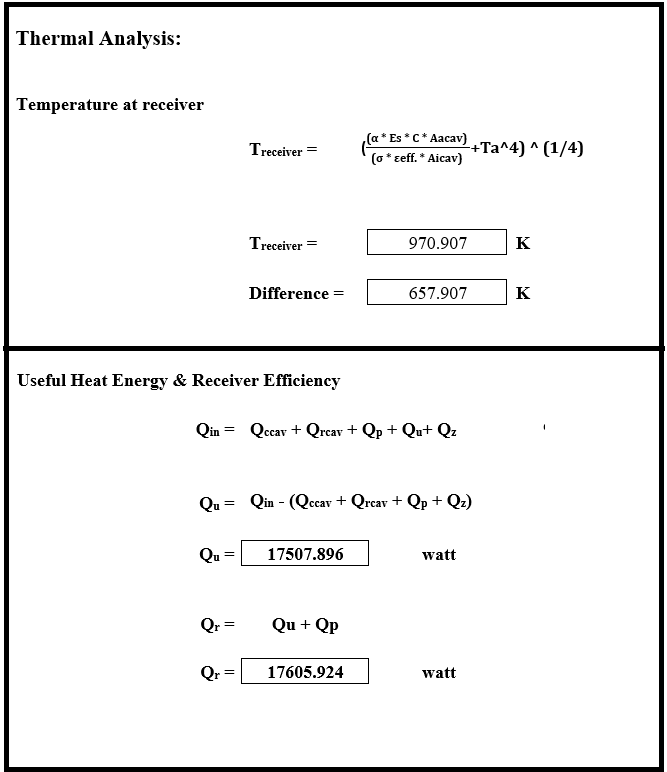 Thermal Analysis:
Temperature at receiver
Treceiver = ((α * Es * C * Aacav)/(σ * εeff. * Aicav)+Ta^4) ^ (1/4)
Treceiver = 970.907 K
Difference = 657.907 K
Useful Heat Energy & Receiver Efficiency
Qin = Qccav + Qrcav + Qp + Qu+ Qz
Qu = Qin - (Qccav + Qrcav + Qp + Qz)
Qu = 17507.896 watt
Qr = Qu + Qp
Qr = 17605.924 watt